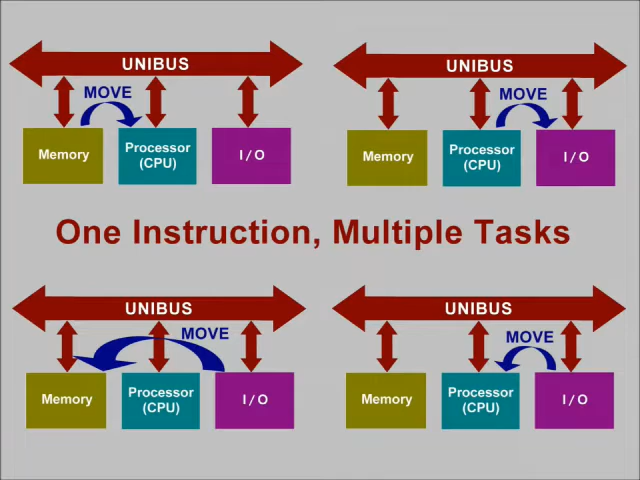 UNIBUS
MOVE
Memory
Processor
(CPU)
I / O
UNIBUS
MOVE
Memory
Processor
(CPU)
I / O
One Instruction, Multiple Tasks
UNIBUS
MOVE
Memory
Processor
(CPU)
I / O
UNIBUS
MOVE
Memory
Processor
(CPU)
I / O